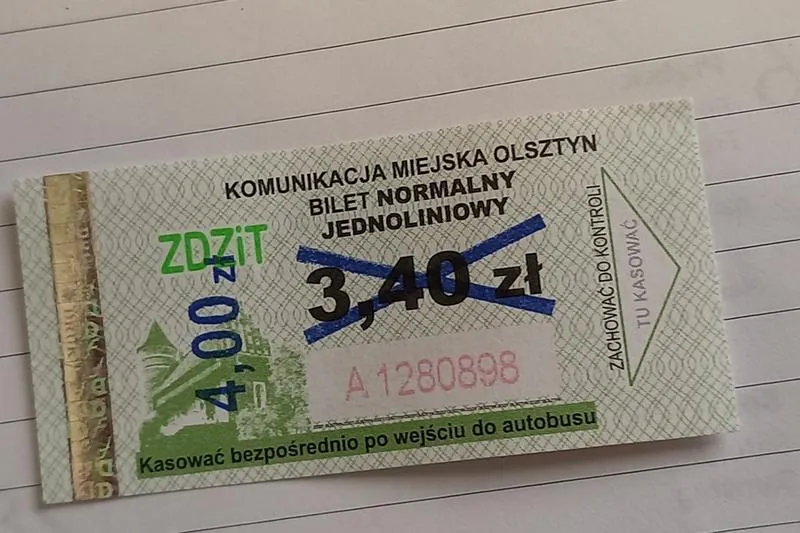 KOMUNIKACJA MIEJSKA OLSZTYN
BILET NORMALNY
JEDNOLINIOWY
ZDZiT
3,40 zł
4,00 zł
A 1280898
Kasować bezpośrednio po wejściu do autobusu
ZACHOWAĆ DO KONTROLI
TU KASOWAĆ